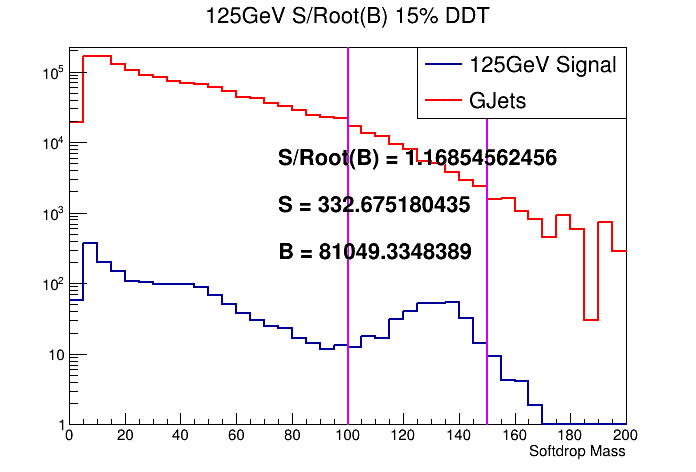 125GeV S/Root(B) 15% DDT
125GeV Signal
GJets
10^5
10^4
10^3
10^2
10
1
S/Root(B) = 1.16854562456
S = 332.675180435
B = 81049.3348389
0 20 40 60 80 100 120 140 160 180 200
Softdrop Mass